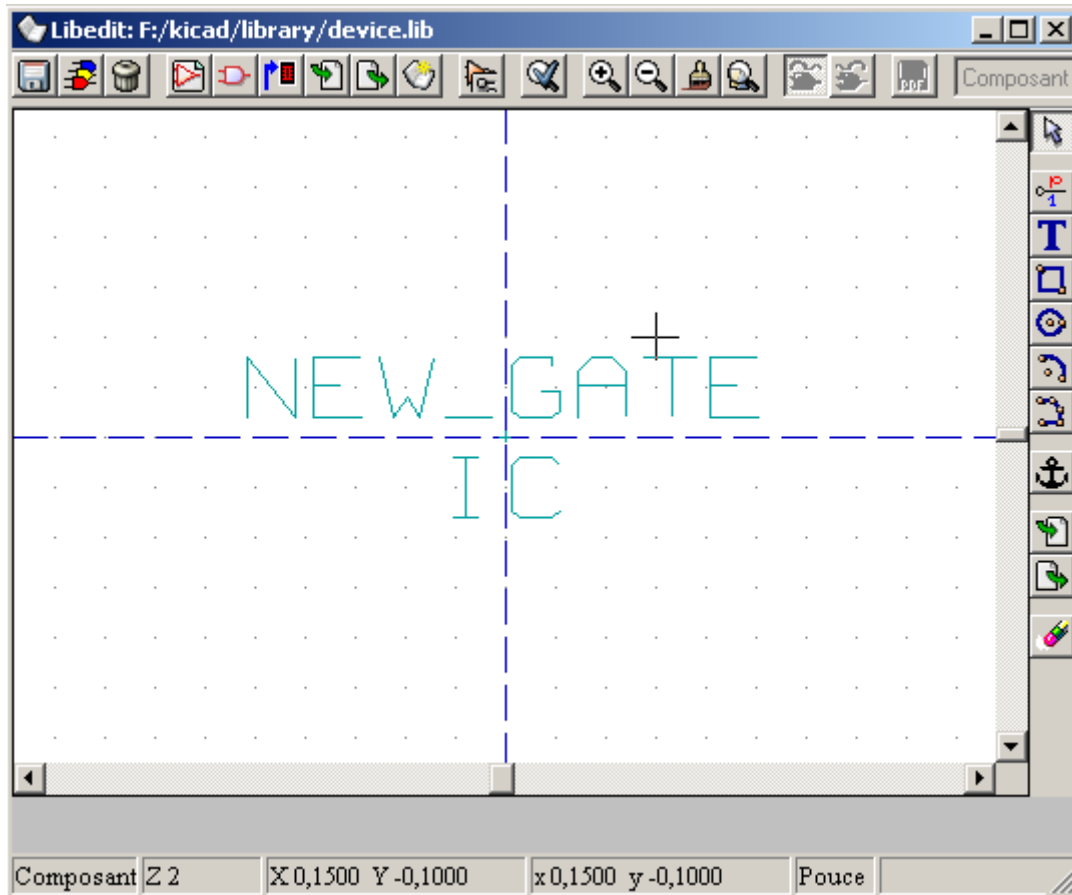 Libedit: F:/kicad/library/device.lib
Composant
NEW_GATE
IC
Composant Z 2 X 0,1500 Y -0,1000 x 0,1500 y -0,1000 Pouce